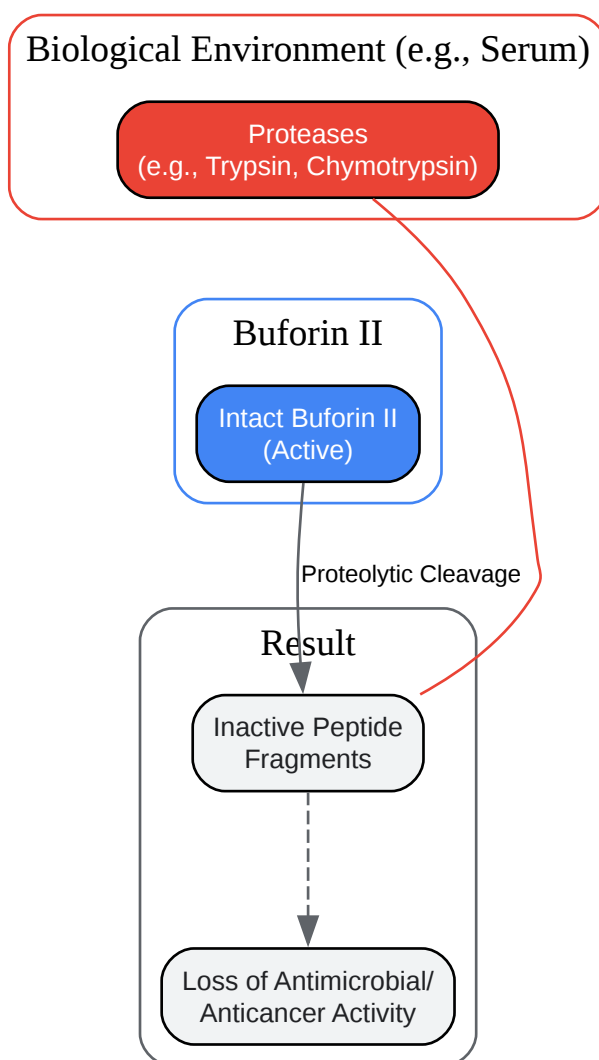 Biological Environment (e.g., Serum)
Proteases
(e.g., Trypsin, Chymotrypsin)
Buforin II
Intact Buforin II
(Active)
Proteolytic Cleavage
Result
Inactive Peptide
Fragments
Loss of Antimicrobial/
Anticancer Activity